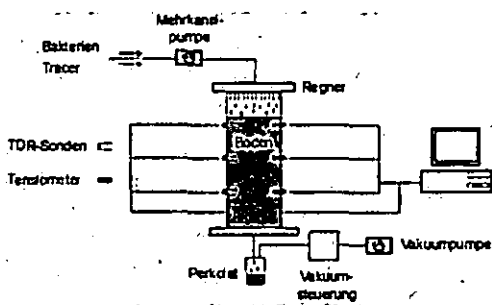 Mehrkanal-
pumpe
Bakterien
Tracer
Regner
Boden
TDR-Sonden
Tensiometer
Perkolat
Vakuum-
steuerung
Vakuumpumpe